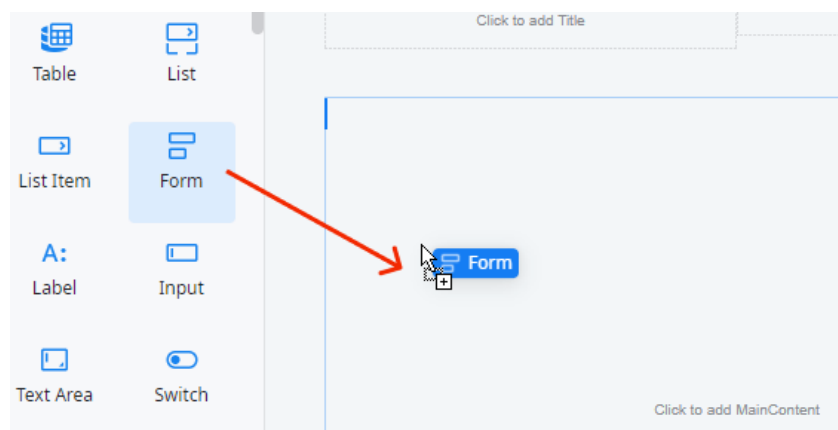 Click to add Title
Table
List
List Item
Form
A:
Label
Input
Form
Text Area
Switch
Click to add MainContent